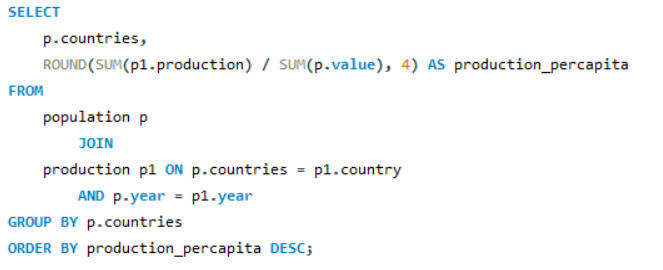 SELECT
p.countries,
ROUND(SUM(p1.production) / SUM(p.value), 4) AS production_percapita
FROM
population p
JOIN
production p1 ON p.countries = p1.country
AND p.year = p1.year
GROUP BY p.countries
ORDER BY production_percapita DESC;